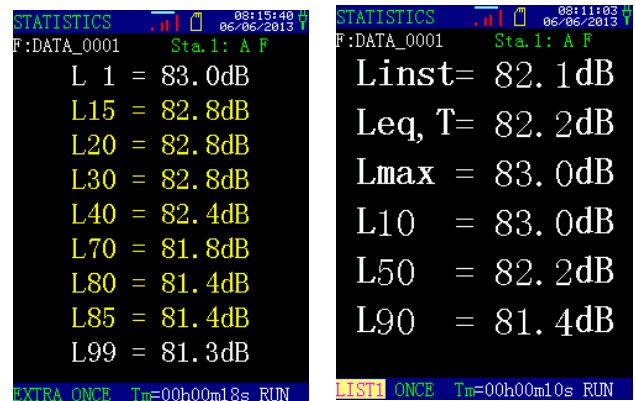 STATISTICS 08:15:40
06/06/2013
F:DATA_0001 Sta.1: A F
L 1 = 83.0dB
L15 = 82.8dB
L20 = 82.8dB
L30 = 82.8dB
L40 = 82.4dB
L70 = 81.8dB
L80 = 81.4dB
L85 = 81.4dB
L99 = 81.3dB
EXTRA ONCE Tm=00h00m18s RUN
STATISTICS 08:11:03
06/06/2013
F:DATA_0001 Sta.1: A F
Linst= 82.1dB
Leq,T= 82.2dB
Lmax = 83.0dB
L10 = 83.0dB
L50 = 82.2dB
L90 = 81.4dB
LIST1 ONCE Tm=00h00m10s RUN